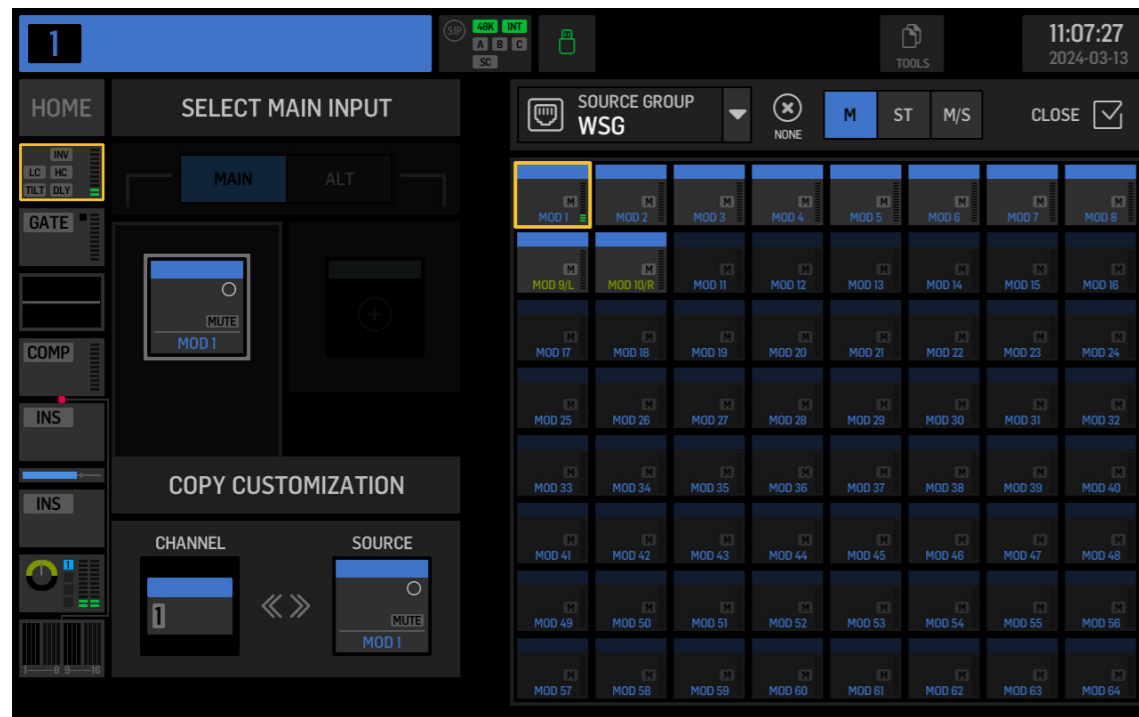 1
SIP 48K INT
A B C
SC
TOOLS
11:07:27
2024-03-13
HOME
SELECT MAIN INPUT
SOURCE GROUP
WSG
NONE
M ST M/S
CLOSE
INV
LC HC
TILT DLY
MAIN ALT
GATE
MUTE
MOD 1
COMP
INS
COPY CUSTOMIZATION
INS
CHANNEL SOURCE
1
MUTE
MOD 1
1 8 9 16
M M M M M M M M
MOD 1 MOD 2 MOD 3 MOD 4 MOD 5 MOD 6 MOD 7 MOD 8
M M M M M M M M
MOD 9/L MOD 10/R MOD 11 MOD 12 MOD 13 MOD 14 MOD 15 MOD 16
M M M M M M M M
MOD 17 MOD 18 MOD 19 MOD 20 MOD 21 MOD 22 MOD 23 MOD 24
M M M M M M M M
MOD 25 MOD 26 MOD 27 MOD 28 MOD 29 MOD 30 MOD 31 MOD 32
M M M M M M M M
MOD 33 MOD 34 MOD 35 MOD 36 MOD 37 MOD 38 MOD 39 MOD 40
M M M M M M M M
MOD 41 MOD 42 MOD 43 MOD 44 MOD 45 MOD 46 MOD 47 MOD 48
M M M M M M M M
MOD 49 MOD 50 MOD 51 MOD 52 MOD 53 MOD 54 MOD 55 MOD 56
M M M M M M M M
MOD 57 MOD 58 MOD 59 MOD 60 MOD 61 MOD 62 MOD 63 MOD 64
1